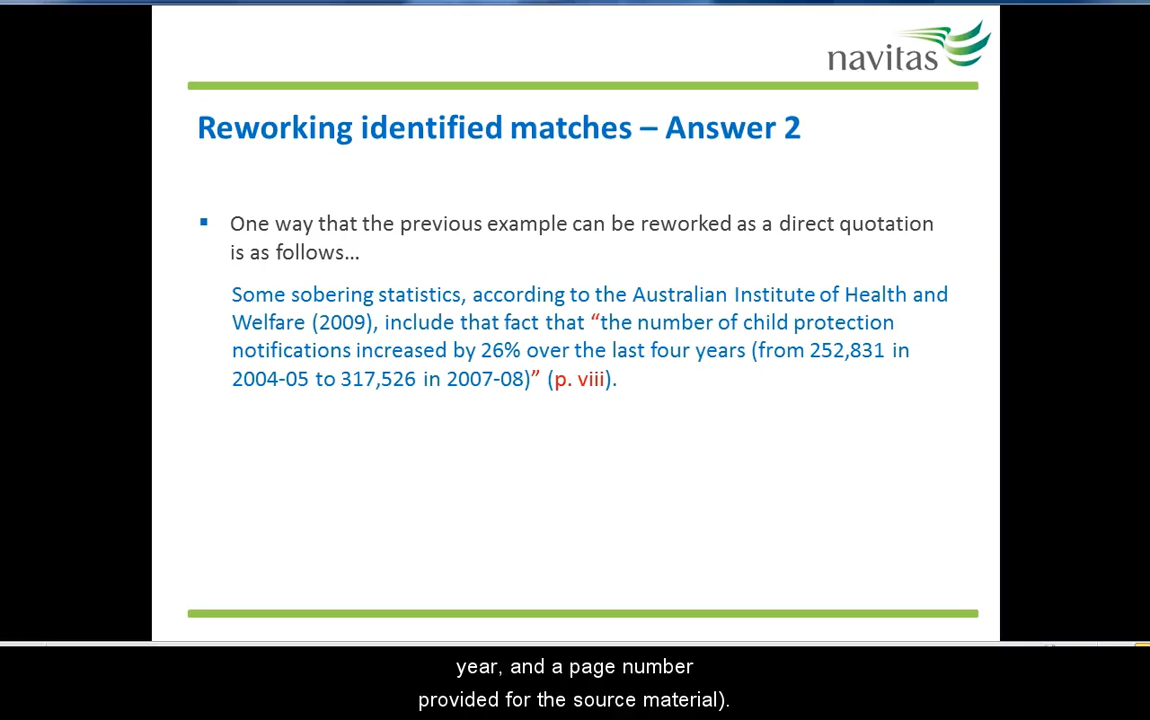 navitas
Reworking identified matches – Answer 2
▪ One way that the previous example can be reworked as a direct quotation
is as follows…
Some sobering statistics, according to the Australian Institute of Health and
Welfare (2009), include that fact that “the number of child protection
notifications increased by 26% over the last four years (from 252,831 in
2004-05 to 317,526 in 2007-08)” (p. viii).
year, and a page number
provided for the source material).